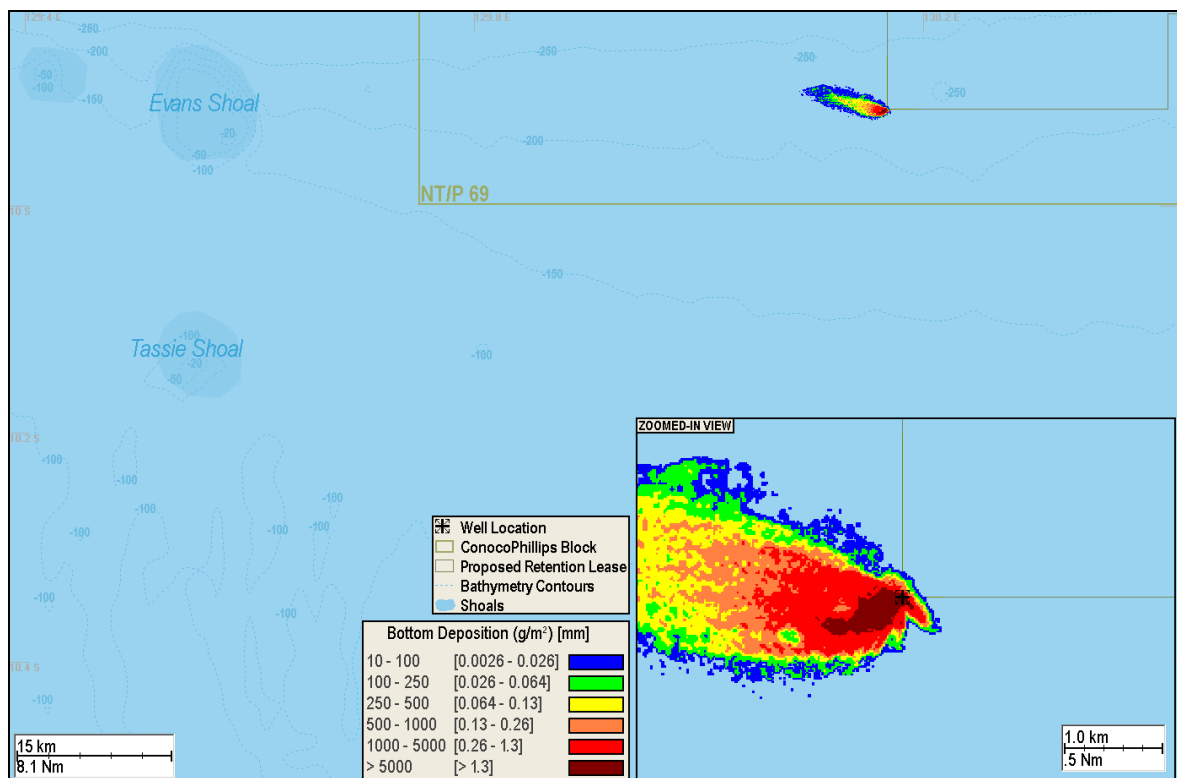 129.4 E
129.8 E
130.2 E
-250
-200
-50
-100
-150
Evans Shoal
-20
-50
-100
-250
-250
-250
-200
NT/P 69
10 S
-150
Tassie Shoal
-100
-20
-50
-100
10.2 S
-100
-100
-100
-100
-100
-100
-100
-100
-100
10.4 S
-100
ZOOMED-IN VIEW
Well Location
ConocoPhillips Block
Proposed Retention Lease
Bathymetry Contours
Shoals
Bottom Deposition (g/m²) [mm]
10 - 100 [0.0026 - 0.026]
100 - 250 [0.026 - 0.064]
250 - 500 [0.064 - 0.13]
500 - 1000 [0.13 - 0.26]
1000 - 5000 [0.26 - 1.3]
> 5000 [> 1.3]
15 km
8.1 Nm
1.0 km
.5 Nm